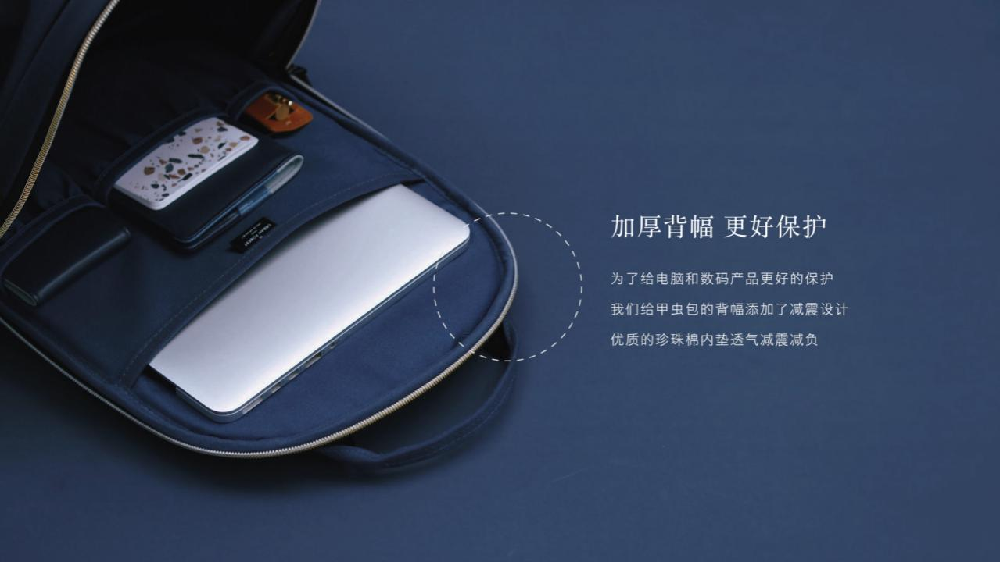 加厚背幅 更好保护
为了给电脑和数码产品更好的保护
我们给甲虫包的背幅添加了减震设计
优质的珍珠棉内垫透气减震减负
URBAN FOREST